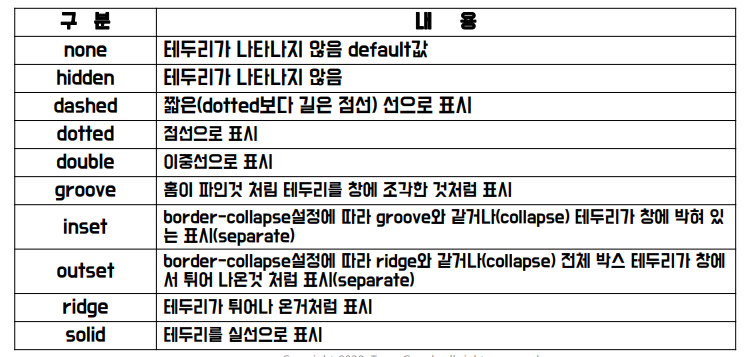 구 분 내 용
none 테두리가 나타나지 않음 default값
hidden 테두리가 나타나지 않음
dashed 짧은(dotted보다 길은 점선) 선으로 표시
dotted 점선으로 표시
double 이중선으로 표시
groove 홈이 파인것 처림 테두리를 창에 조각한 것처럼 표시
inset border-collapse설정에 따라 groove와 같거나(collapse) 테두리가 창에 박혀 있
는 표시(separate)
outset border-collapse설정에 따라 ridge와 같거나(collapse) 전체 박스 테두리가 창에
서 튀어 나온것 처럼 표시(separate)
ridge 테두리가 튀어나 온거처럼 표시
solid 테두리를 실선으로 표시